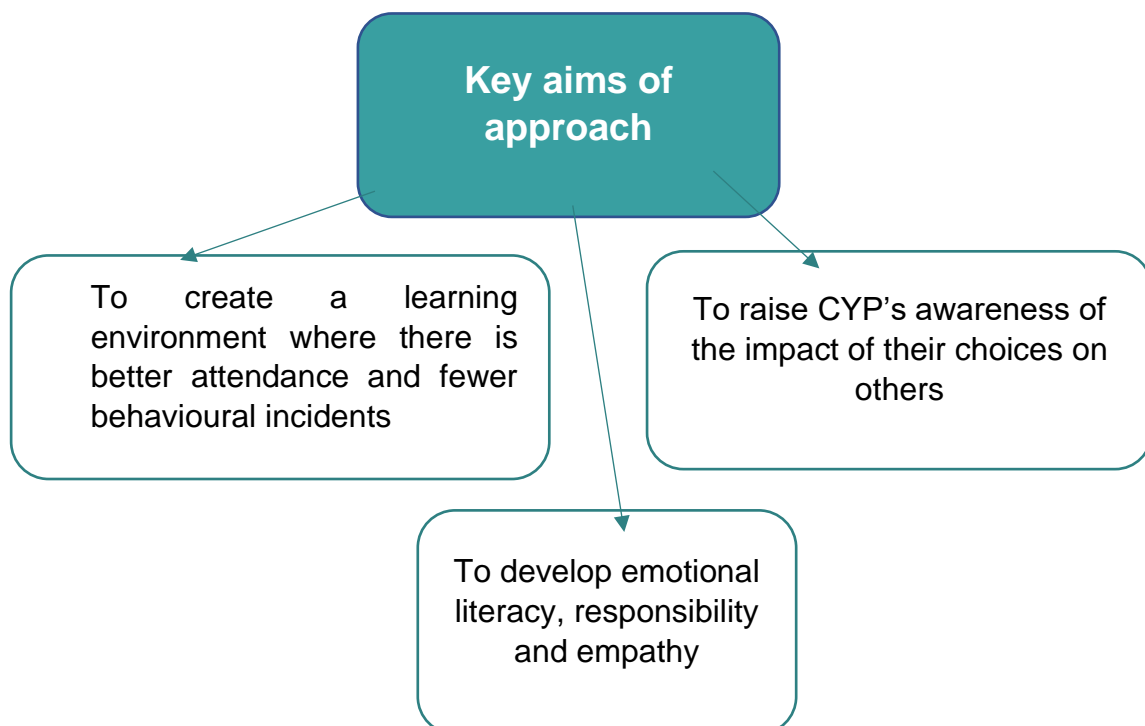 Key aims of
approach
To create a learning
environment where there is
better attendance and fewer
behavioural incidents
To raise CYP’s awareness of
the impact of their choices on
others
To develop emotional
literacy, responsibility
and empathy